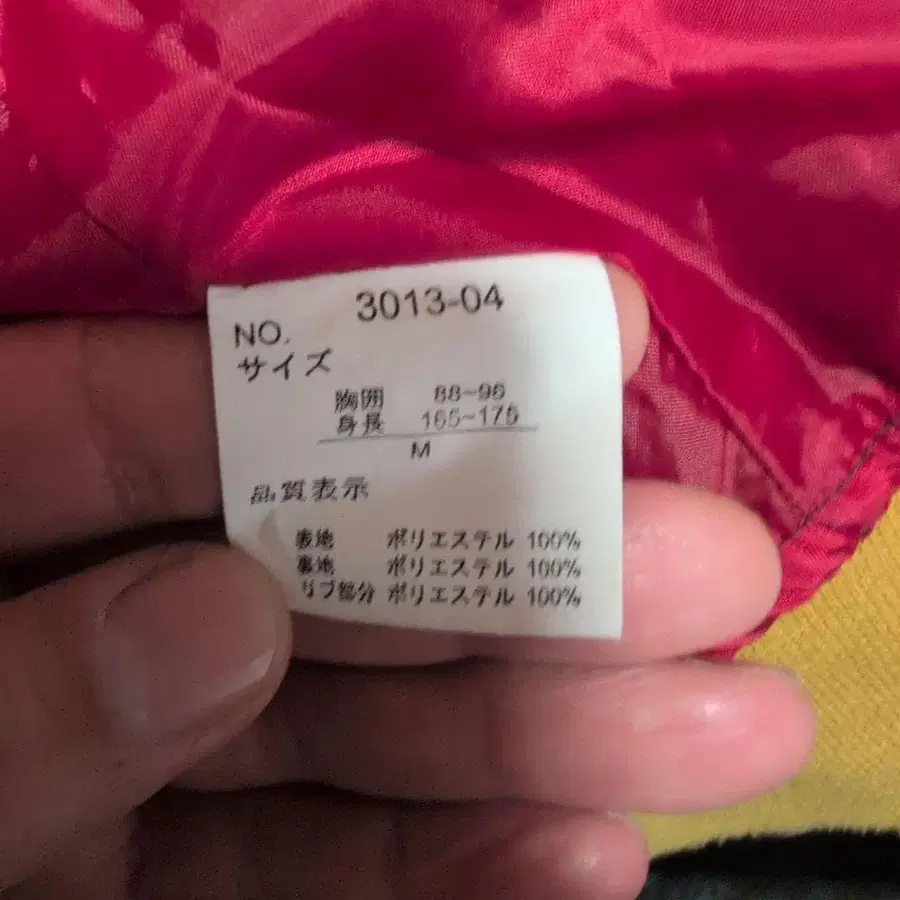 3013-04
NO.
サイズ
胸囲 88~96
身長 165~175
M
品質表示
表地 ポリエステル 100%
裏地 ポリエステル 100%
リブ部分 ポリエステル 100%